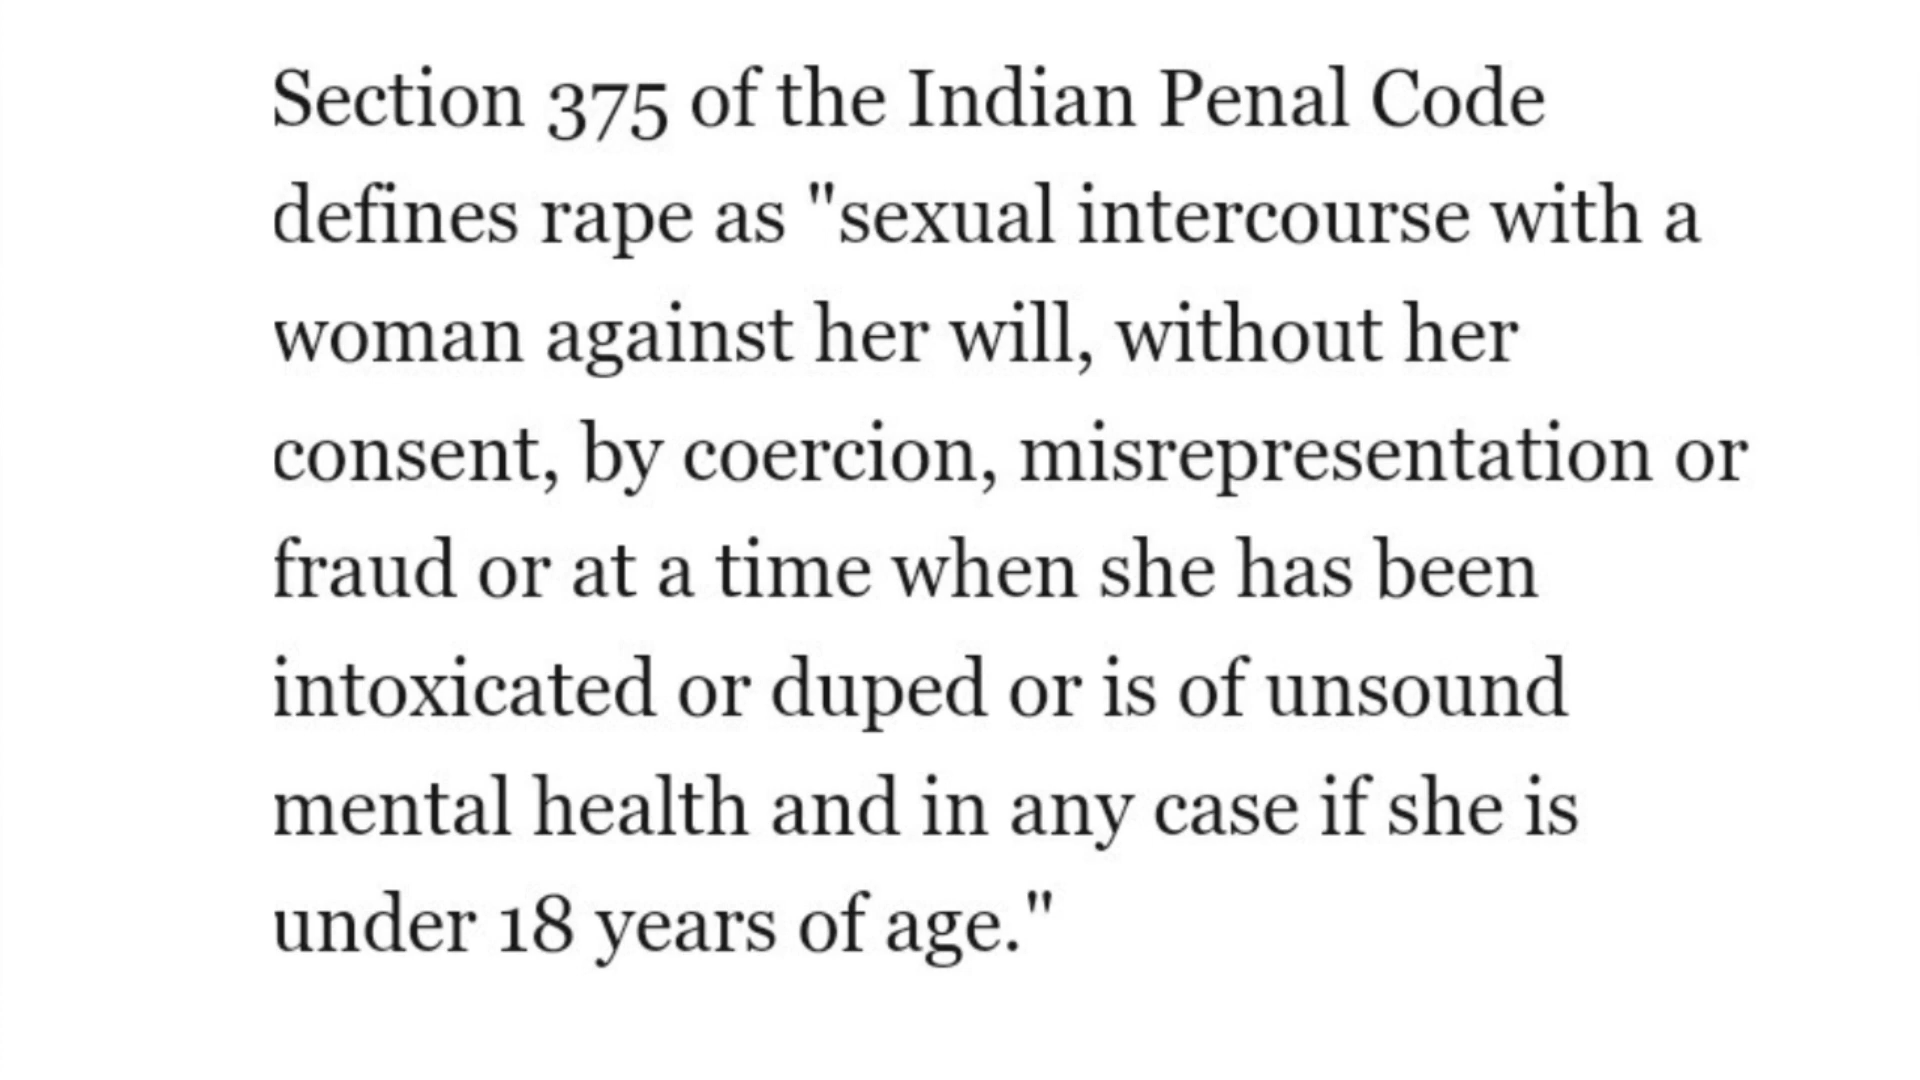 Section 375 of the Indian Penal Code
defines rape as "sexual intercourse with a
woman against her will, without her
consent, by coercion, misrepresentation or
fraud or at a time when she has been
intoxicated or duped or is of unsound
mental health and in any case if she is
under 18 years of age."